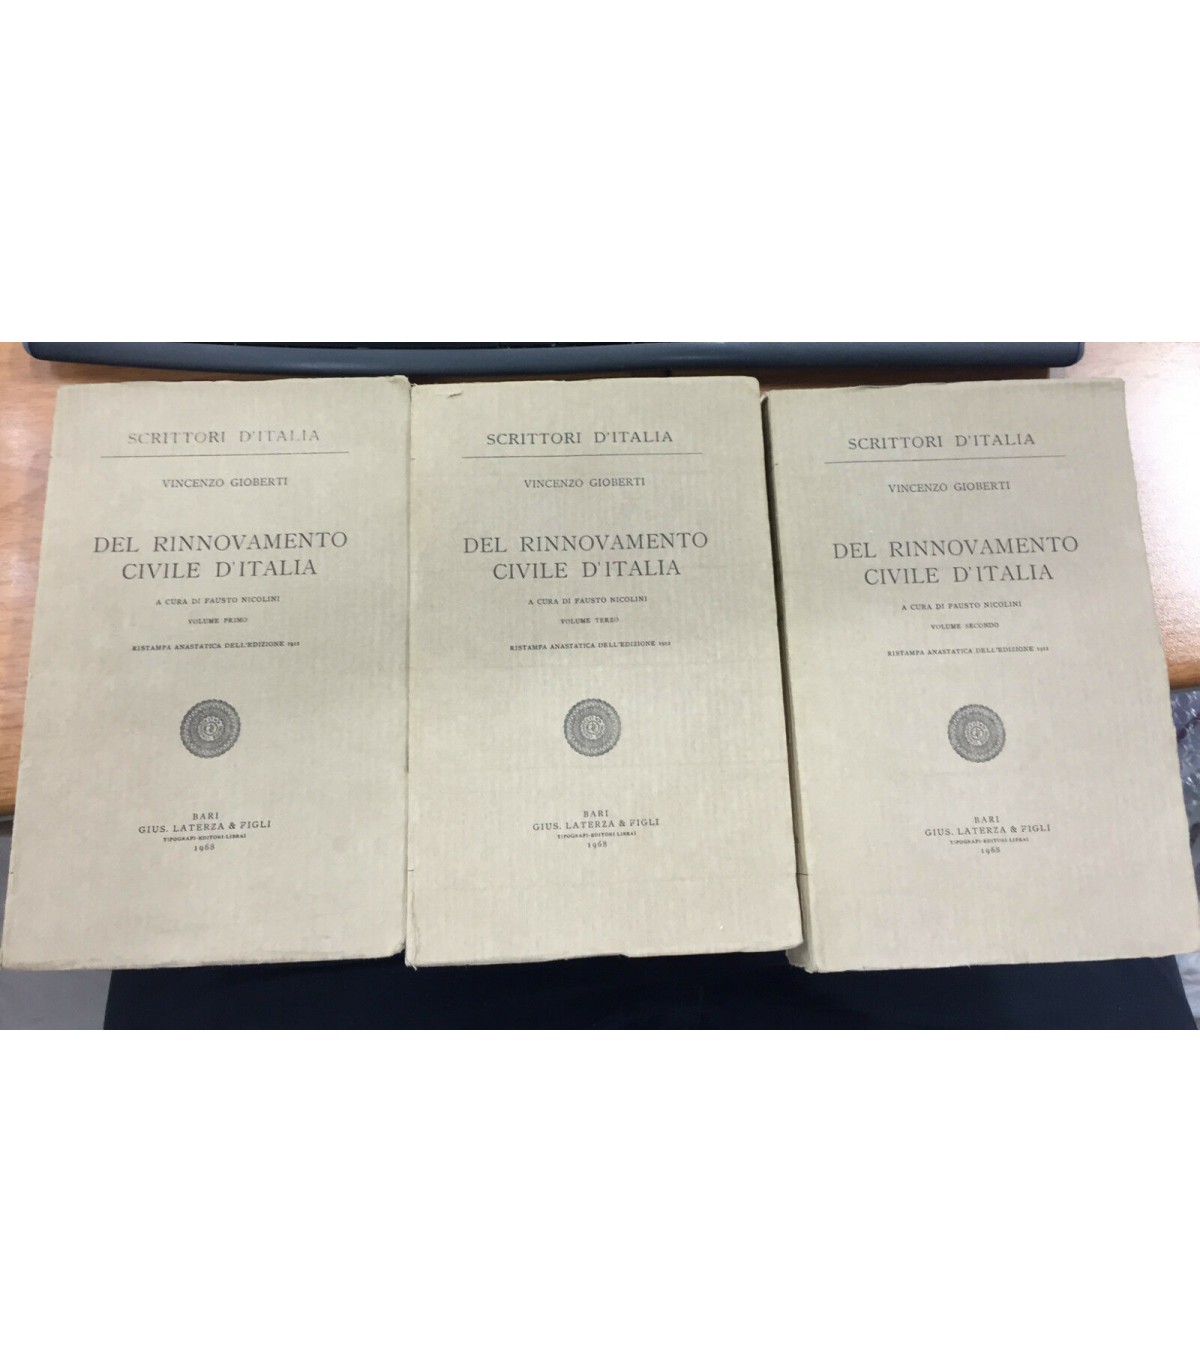 SCRITTORI D'ITALIA
VINCENZO GIOBERTI
DEL RINNOVAMENTO
CIVILE D'ITALIA
A CURA DI FAUSTO NICOLINI
VOLUME PRIMO
RISTAMPA ANASTATICA DELL'EDIZIONE 1911
BARI
GIUS. LATERZA & FIGLI
TIPOGRAFI-EDITORI-LIBRAI
1968
SCRITTORI D'ITALIA
VINCENZO GIOBERTI
DEL RINNOVAMENTO
CIVILE D'ITALIA
A CURA DI FAUSTO NICOLINI
VOLUME TERZO
RISTAMPA ANASTATICA DELL'EDIZIONE 1912
BARI
GIUS. LATERZA & FIGLI
TIPOGRAFI-EDITORI-LIBRAI
1968
SCRITTORI D'ITALIA
VINCENZO GIOBERTI
DEL RINNOVAMENTO
CIVILE D'ITALIA
A CURA DI FAUSTO NICOLINI
VOLUME SECONDO
RISTAMPA ANASTATICA DELL'EDIZIONE 1911
BARI
GIUS. LATERZA & FIGLI
TIPOGRAFI-EDITORI-LIBRAI
1968